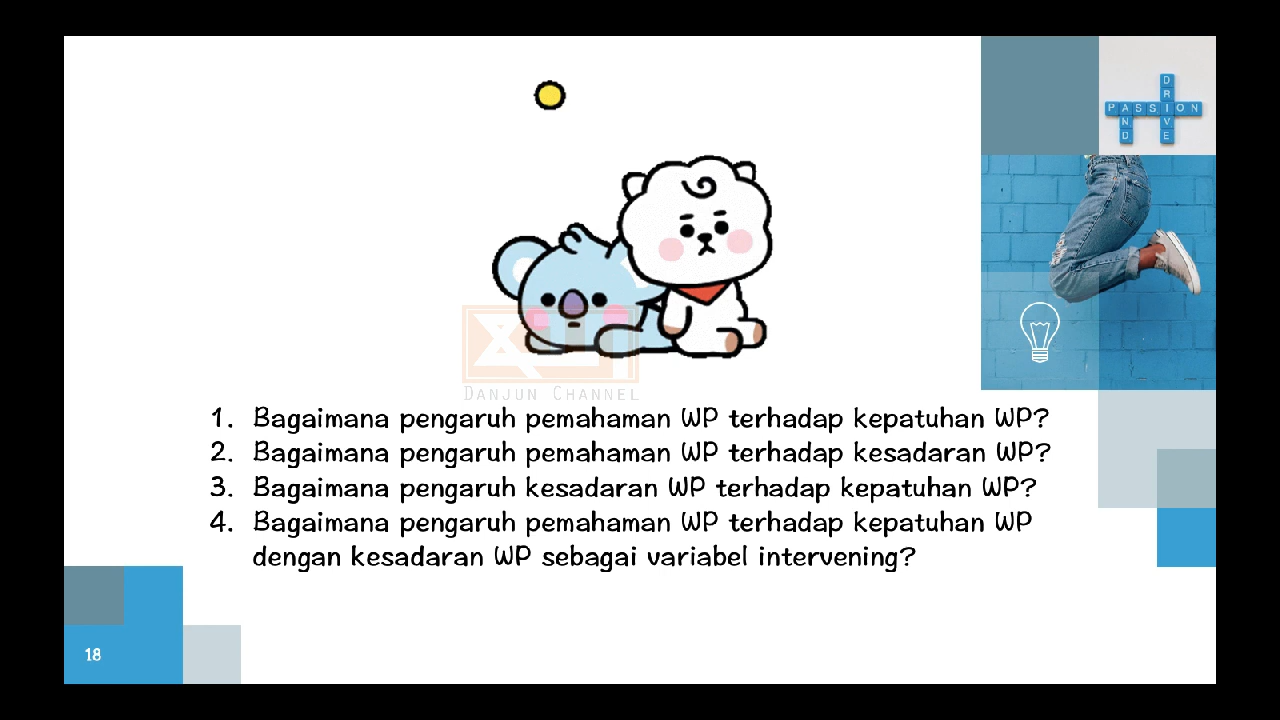 PASSION
AND
DRIVE
DANJUN CHANNEL
1. Bagaimana pengaruh pemahaman WP terhadap kepatuhan WP?
2. Bagaimana pengaruh pemahaman WP terhadap kesadaran WP?
3. Bagaimana pengaruh kesadaran WP terhadap kepatuhan WP?
4. Bagaimana pengaruh pemahaman WP terhadap kepatuhan WP
dengan kesadaran WP sebagai variabel intervening?
18